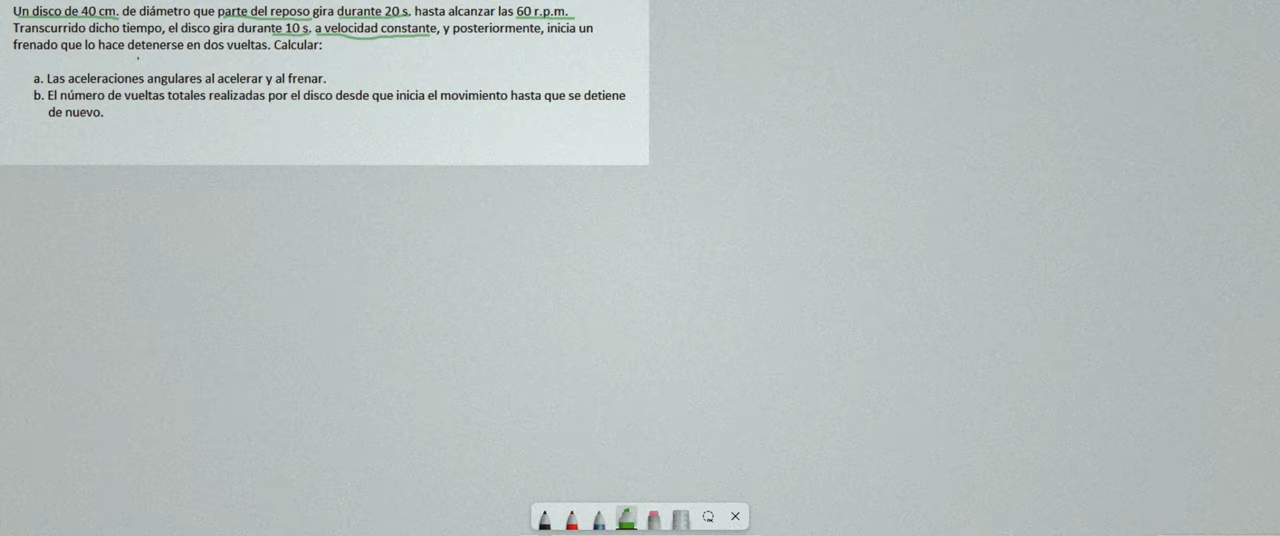 Un disco de 40 cm. de diámetro que parte del reposo gira durante 20 s. hasta alcanzar las 60 r.p.m.
Transcurrido dicho tiempo, el disco gira durante 10 s. a velocidad constante, y posteriormente, inicia un
frenado que lo hace detenerse en dos vueltas. Calcular:
a. Las aceleraciones angulares al acelerar y al frenar.
b. El número de vueltas totales realizadas por el disco desde que inicia el movimiento hasta que se detiene
de nuevo.